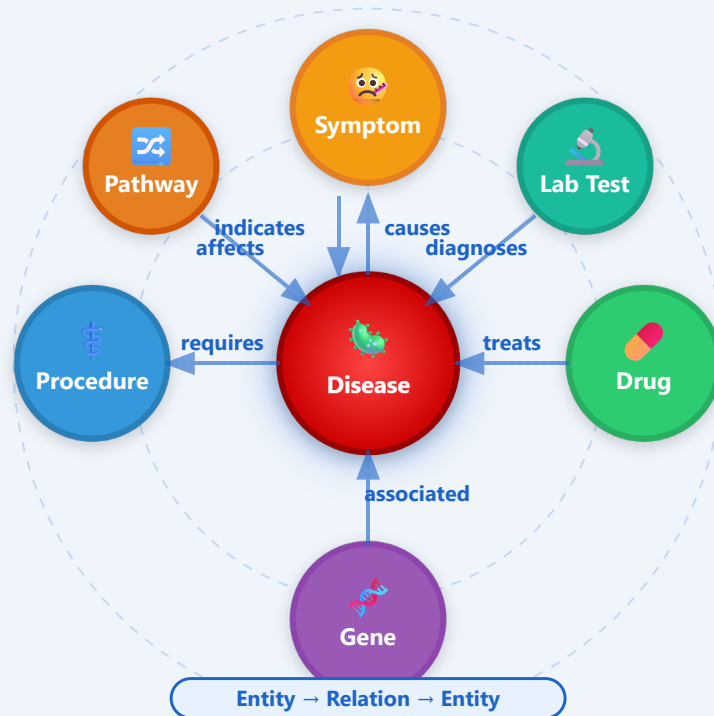 Symptom
Pathway
Lab Test
indicates
causes
affects
diagnoses
requires
treats
Procedure
Disease
Drug
associated
Gene
Entity → Relation → Entity